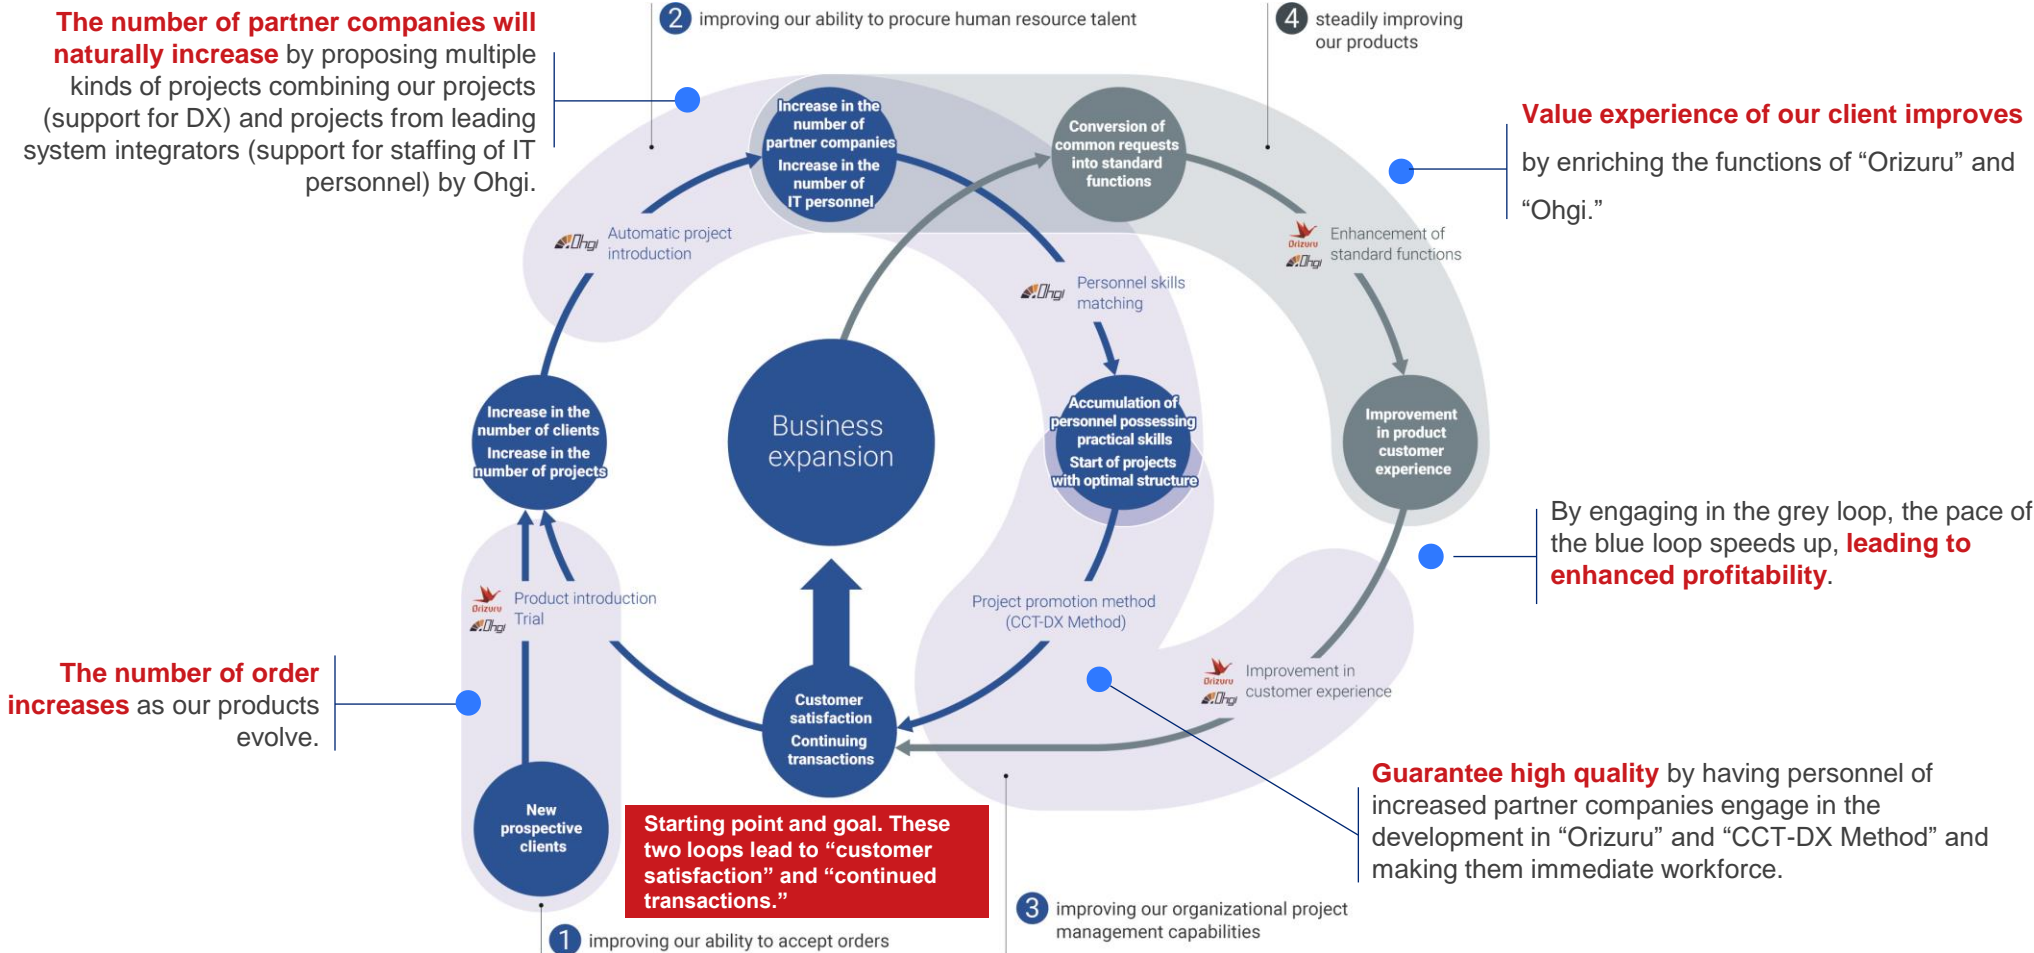 The number of partner companies will
naturally increase by proposing multiple
kinds of projects combining our projects
(support for DX) and projects from leading
system integrators (support for staffing of IT
personnel) by Ohgi.
2 improving our ability to procure human resource talent
4 steadily improving
our products
Value experience of our client improves
by enriching the functions of “Orizuru” and
“Ohgi.”
Increase in the
number of
partner companies
Increase in the
number of
IT personnel
Conversion of
common requests
into standard
functions
Ohgi
Automatic project
introduction
Orizuru
Ohgi
Enhancement of
standard functions
Ohgi
Personnel skills
matching
Increase in the
number of clients
Increase in the
number of projects
Business
expansion
Accumulation of
personnel possessing
practical skills
Start of projects
with optimal structure
Improvement
in product
customer
experience
By engaging in the grey loop, the pace of
the blue loop speeds up, leading to
enhanced profitability.
Orizuru
Ohgi
Product introduction
Trial
Project promotion method
(CCT-DX Method)
Orizuru
Ohgi
Improvement in
customer experience
The number of order
increases as our products
evolve.
Customer
satisfaction
Continuing
transactions
New
prospective
clients
Starting point and goal. These
two loops lead to “customer
satisfaction” and “continued
transactions.”
Guarantee high quality by having personnel of
increased partner companies engage in the
development in “Orizuru” and “CCT-DX Method” and
making them immediate workforce.
3 improving our organizational project
management capabilities
1 improving our ability to accept orders